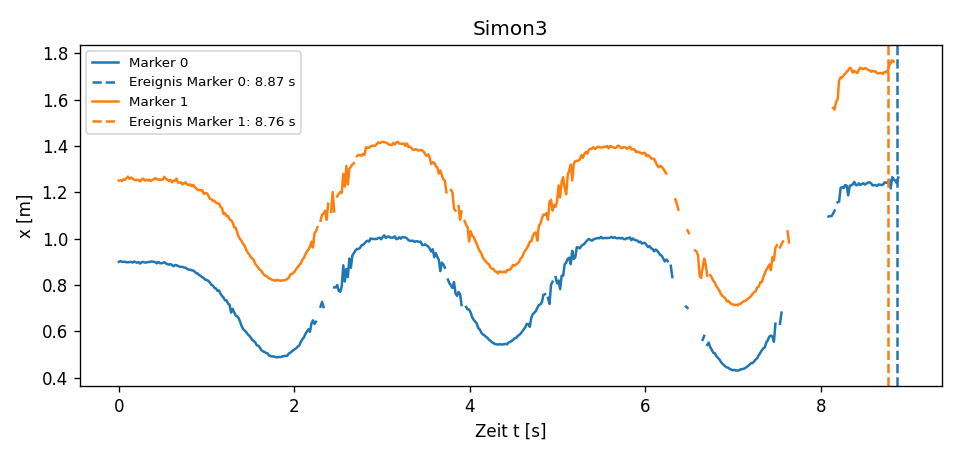 Simon3
Marker 0
Ereignis Marker 0: 8.87 s
Marker 1
Ereignis Marker 1: 8.76 s
x [m]
1.8
1.6
1.4
1.2
1.0
0.8
0.6
0.4
0
2
4
6
8
Zeit t [s]